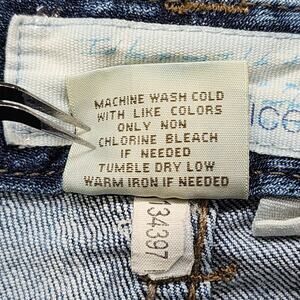 MACHINE WASH COLD
WITH LIKE COLORS
ONLY NON
CHLORINE BLEACH
IF NEEDED
TUMBLE DRY LOW
WARM IRON IF NEEDED
134397